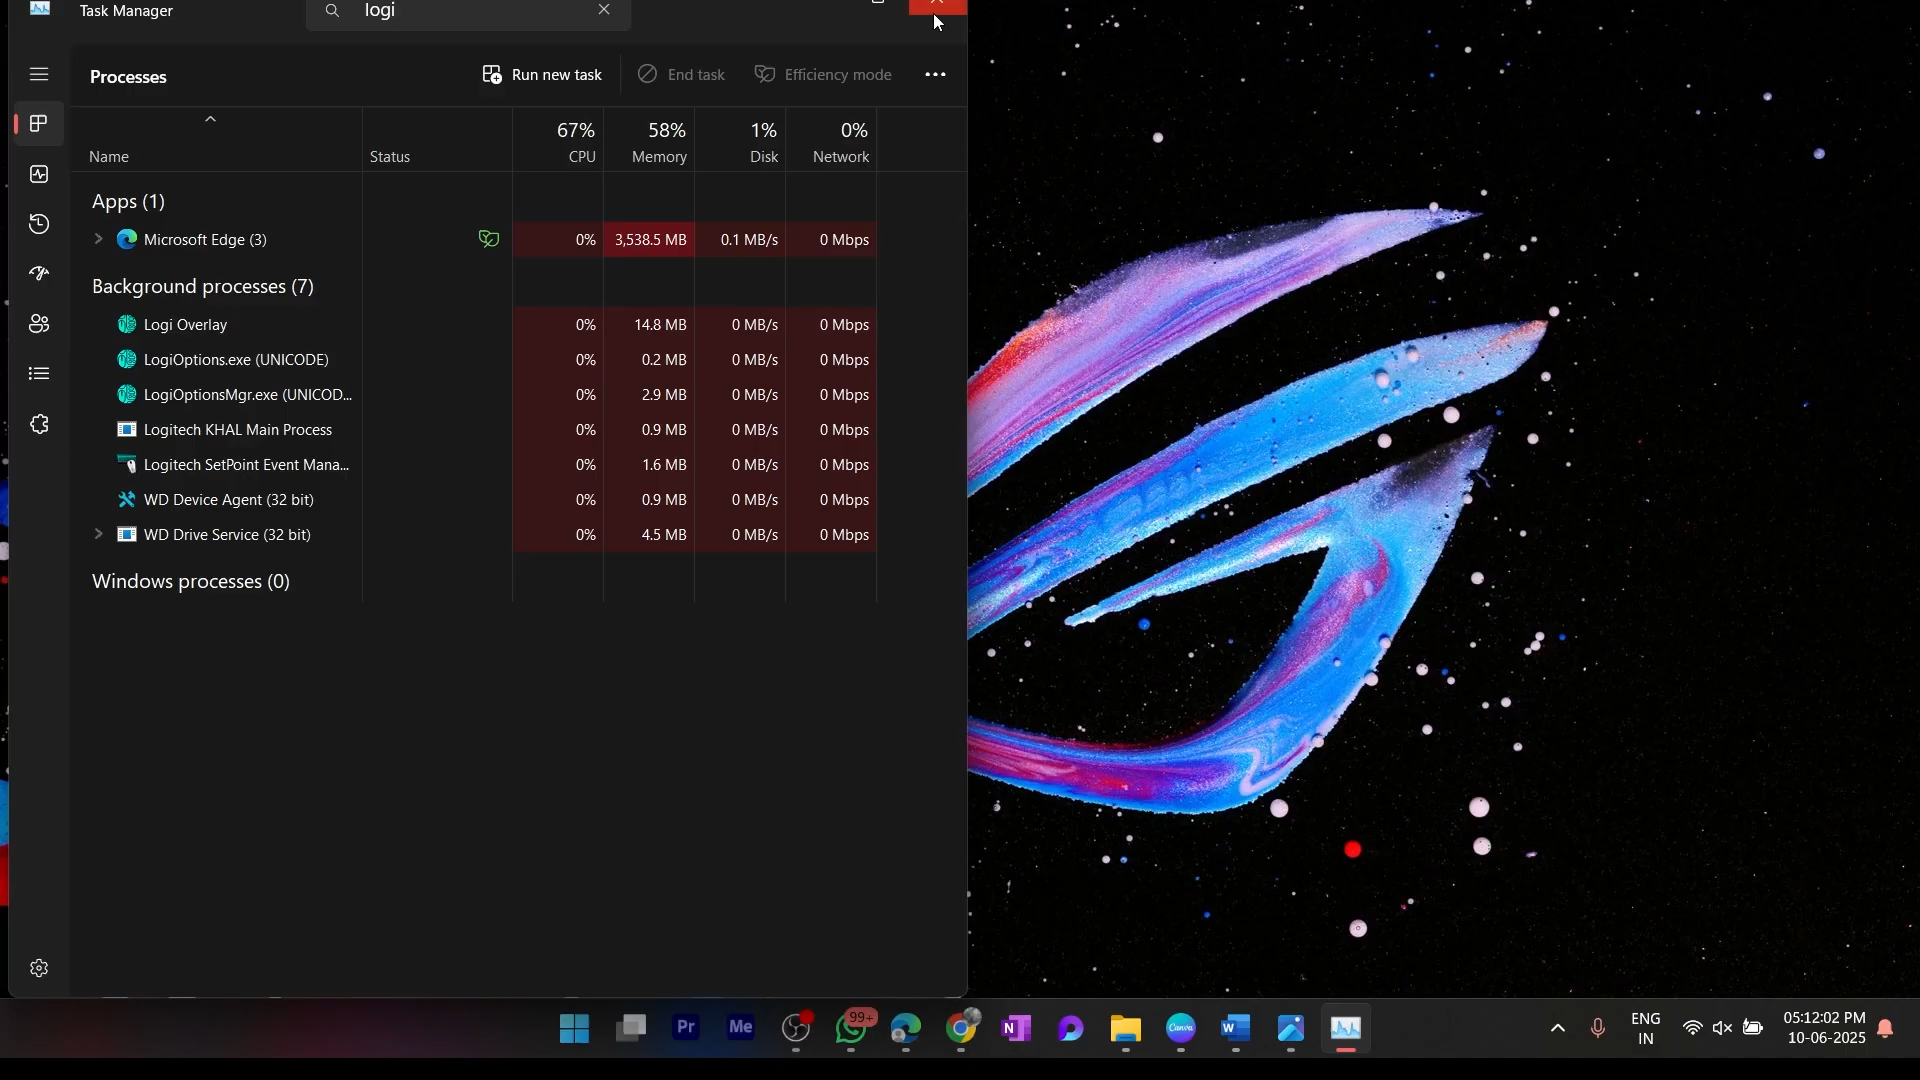 Task Manager
logi
Processes
Run new task
End task
Efficiency mode
Name
Status
67%
CPU
58%
Memory
1%
Disk
0%
Network
Apps (1)
Microsoft Edge (3) 0% 3,538.5 MB 0.1 MB/s 0 Mbps
Background processes (7)
Logi Overlay 0% 14.8 MB 0 MB/s 0 Mbps
LogiOptions.exe (UNICODE) 0% 0.2 MB 0 MB/s 0 Mbps
LogiOptionsMgr.exe (UNICOD... 0% 2.9 MB 0 MB/s 0 Mbps
Logitech KHAL Main Process 0% 0.9 MB 0 MB/s 0 Mbps
Logitech SetPoint Event Mana... 0% 1.6 MB 0 MB/s 0 Mbps
WD Device Agent (32 bit) 0% 0.9 MB 0 MB/s 0 Mbps
WD Drive Service (32 bit) 0% 4.5 MB 0 MB/s 0 Mbps
Windows processes (0)
Pr
Me
99+
N
Canva
W
ENG
IN
05:12:02 PM
10-06-2025